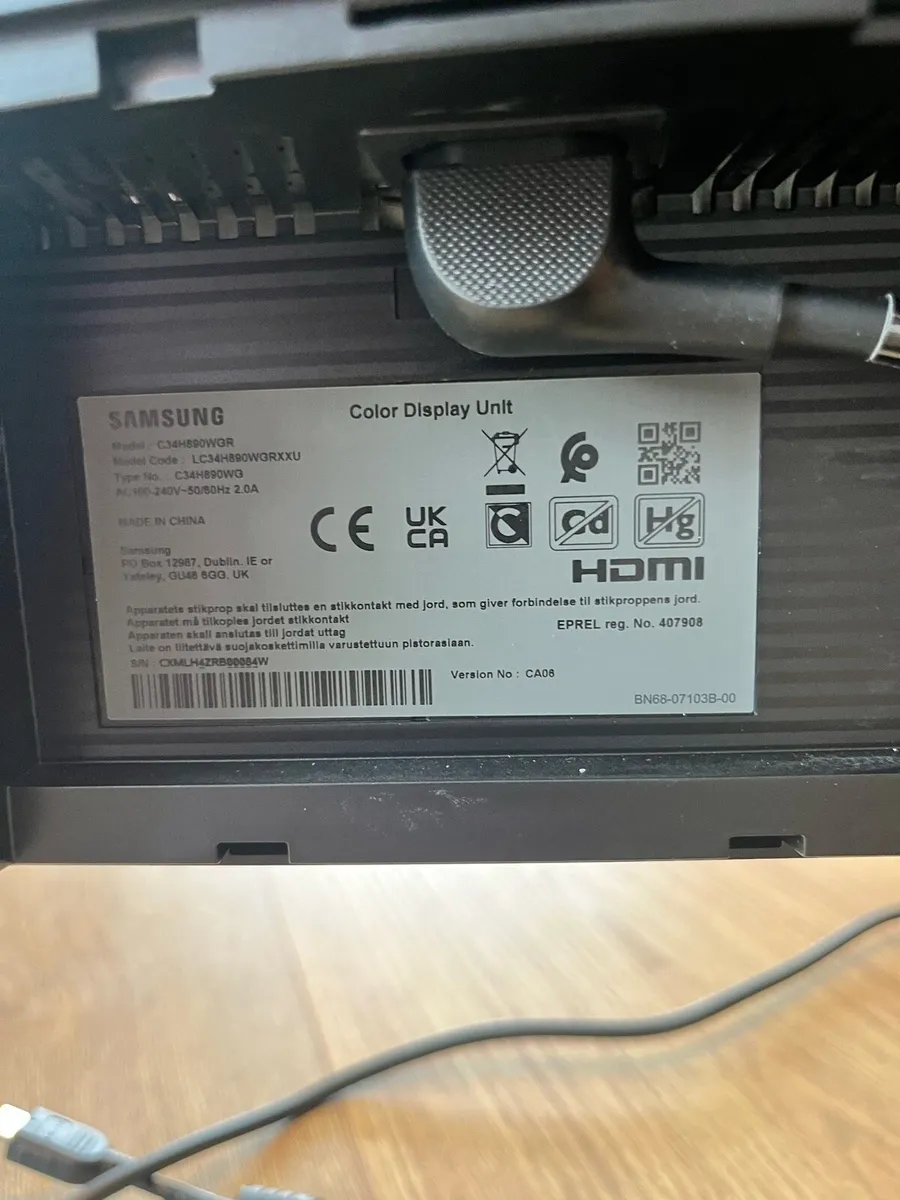 SAMSUNG
Color Display Unit
Model : C34H890WGR
Model Code : LC34H890WGRXXU
Type No. : C34H890WG
AC100-240V~50/60Hz 2.0A
MADE IN CHINA
CE
UK
CA
Cd
Hg
Samsung
PO Box 12987, Dublin. IE or
Yateley, GU46 6GG. UK
HDMI
Apparatets stikprop skal tilsluttes en stikkontakt med jord, som giver forbindelse til stikproppens jord.
Apparatet må tilkoples jordet stikkontakt
EPREL reg. No. 407908
Apparaten skall anslutas till jordat uttag
Laite on liitettävä suojakoskettimilla varustettuun pistorasiaan.
S/N : CXMLH4ZRB00084W
Version No : CA06
BN68-07103B-00